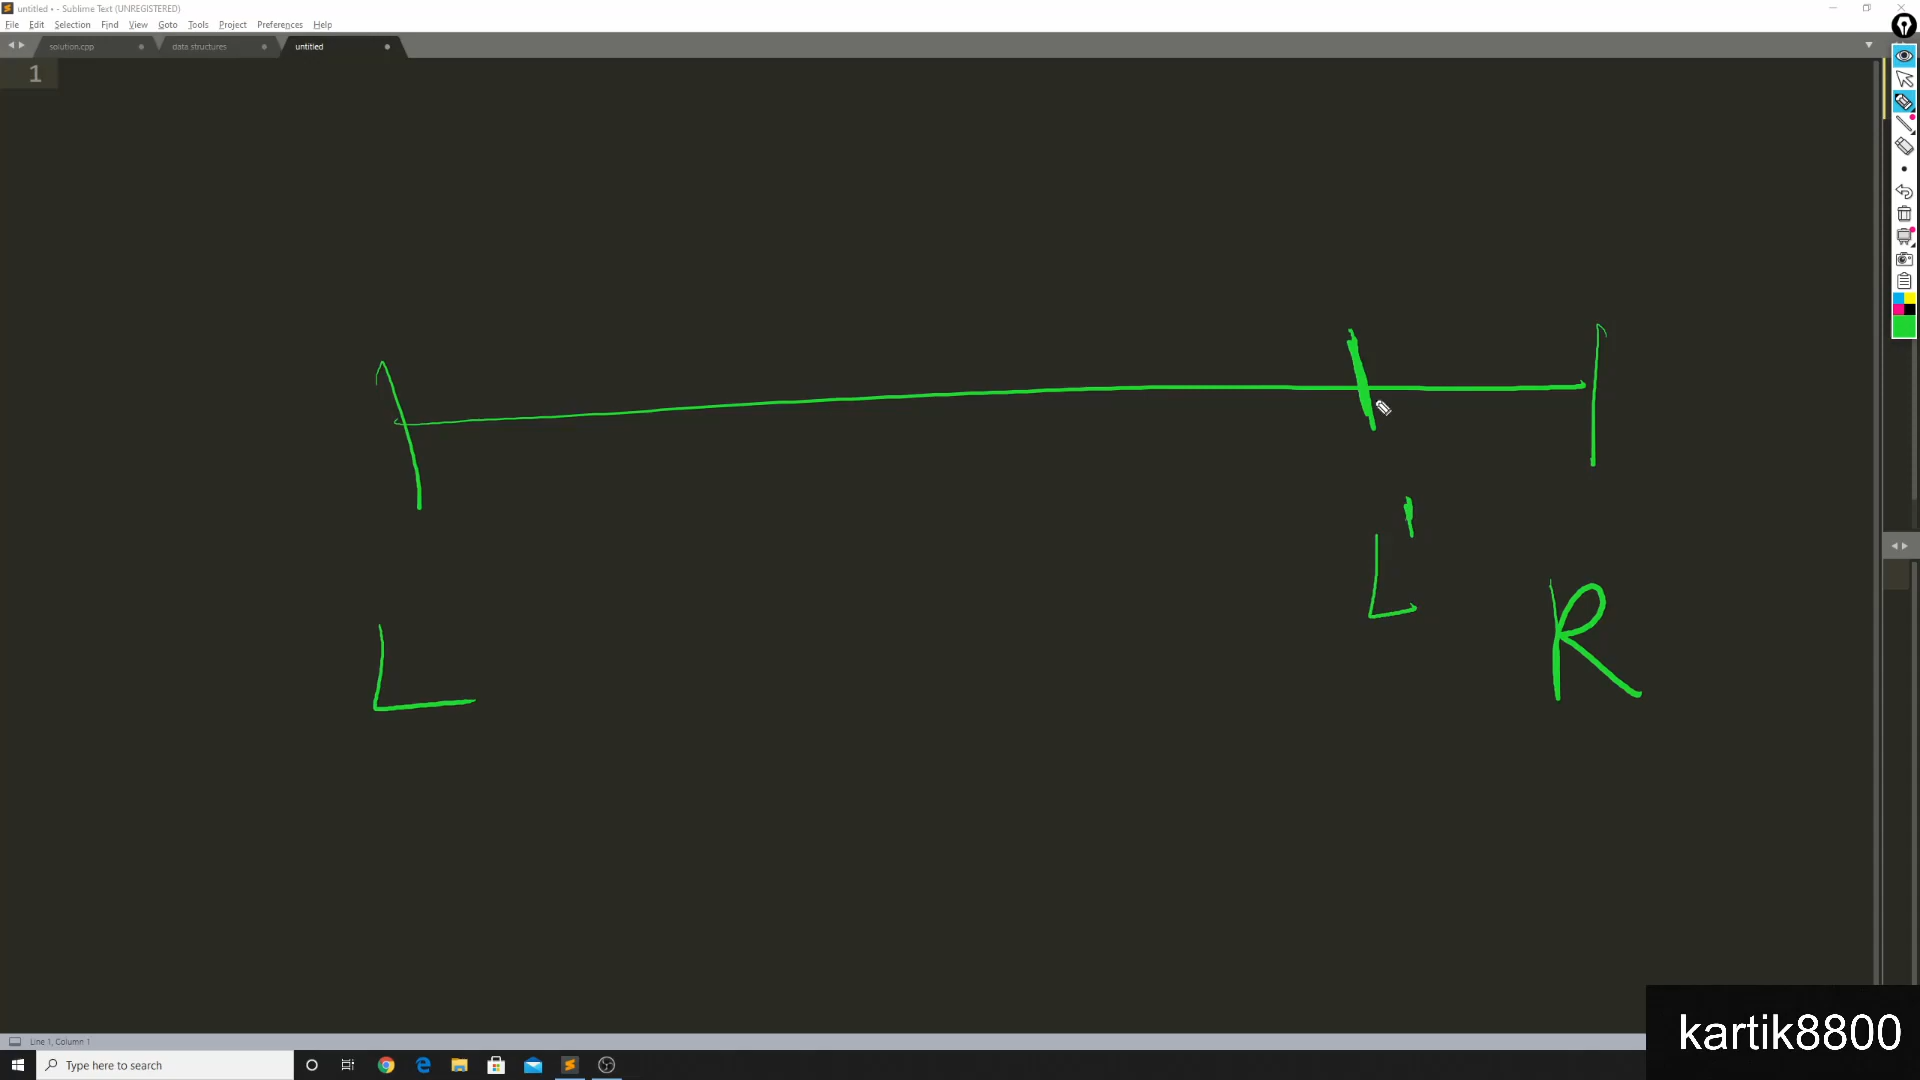 untitled • - Sublime Text (UNREGISTERED)
File Edit Selection Find View Goto Tools Project Preferences Help
solution.cpp data structures untitled
1
L'
L R
Line 1, Column 1
Type here to search
kartik8800